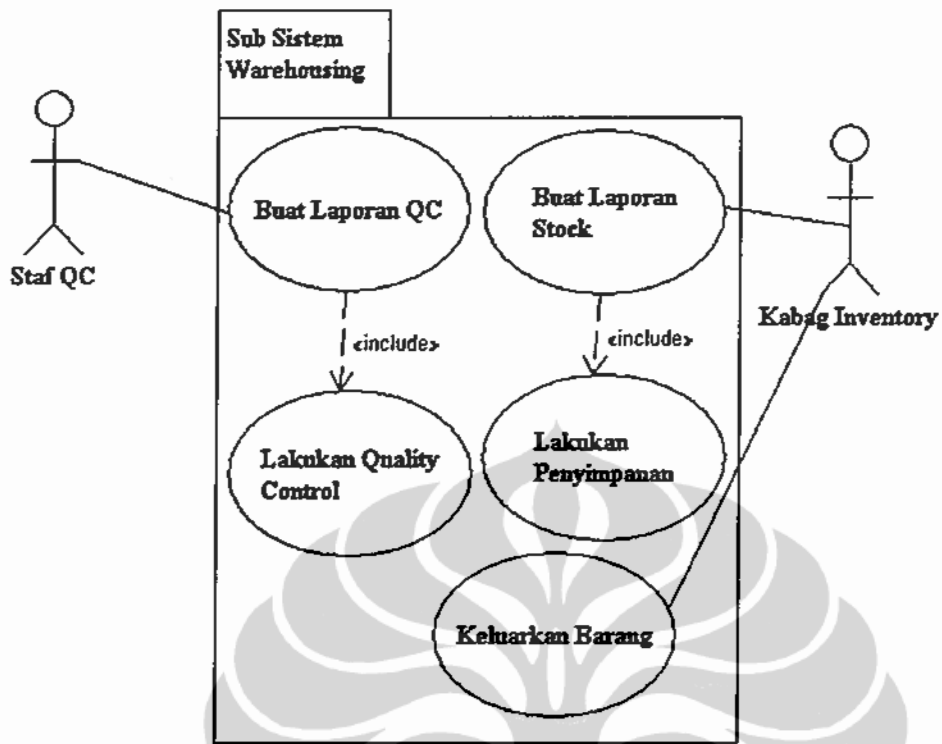 Sub Sistem
Warehousing
Buat Laporan QC
Buat Laporan
Stock
Staf QC
Kabag Inventory
«include»
«include»
Lakukan Quality
Control
Lakukan
Penyimpanan
Keluarkan Barang